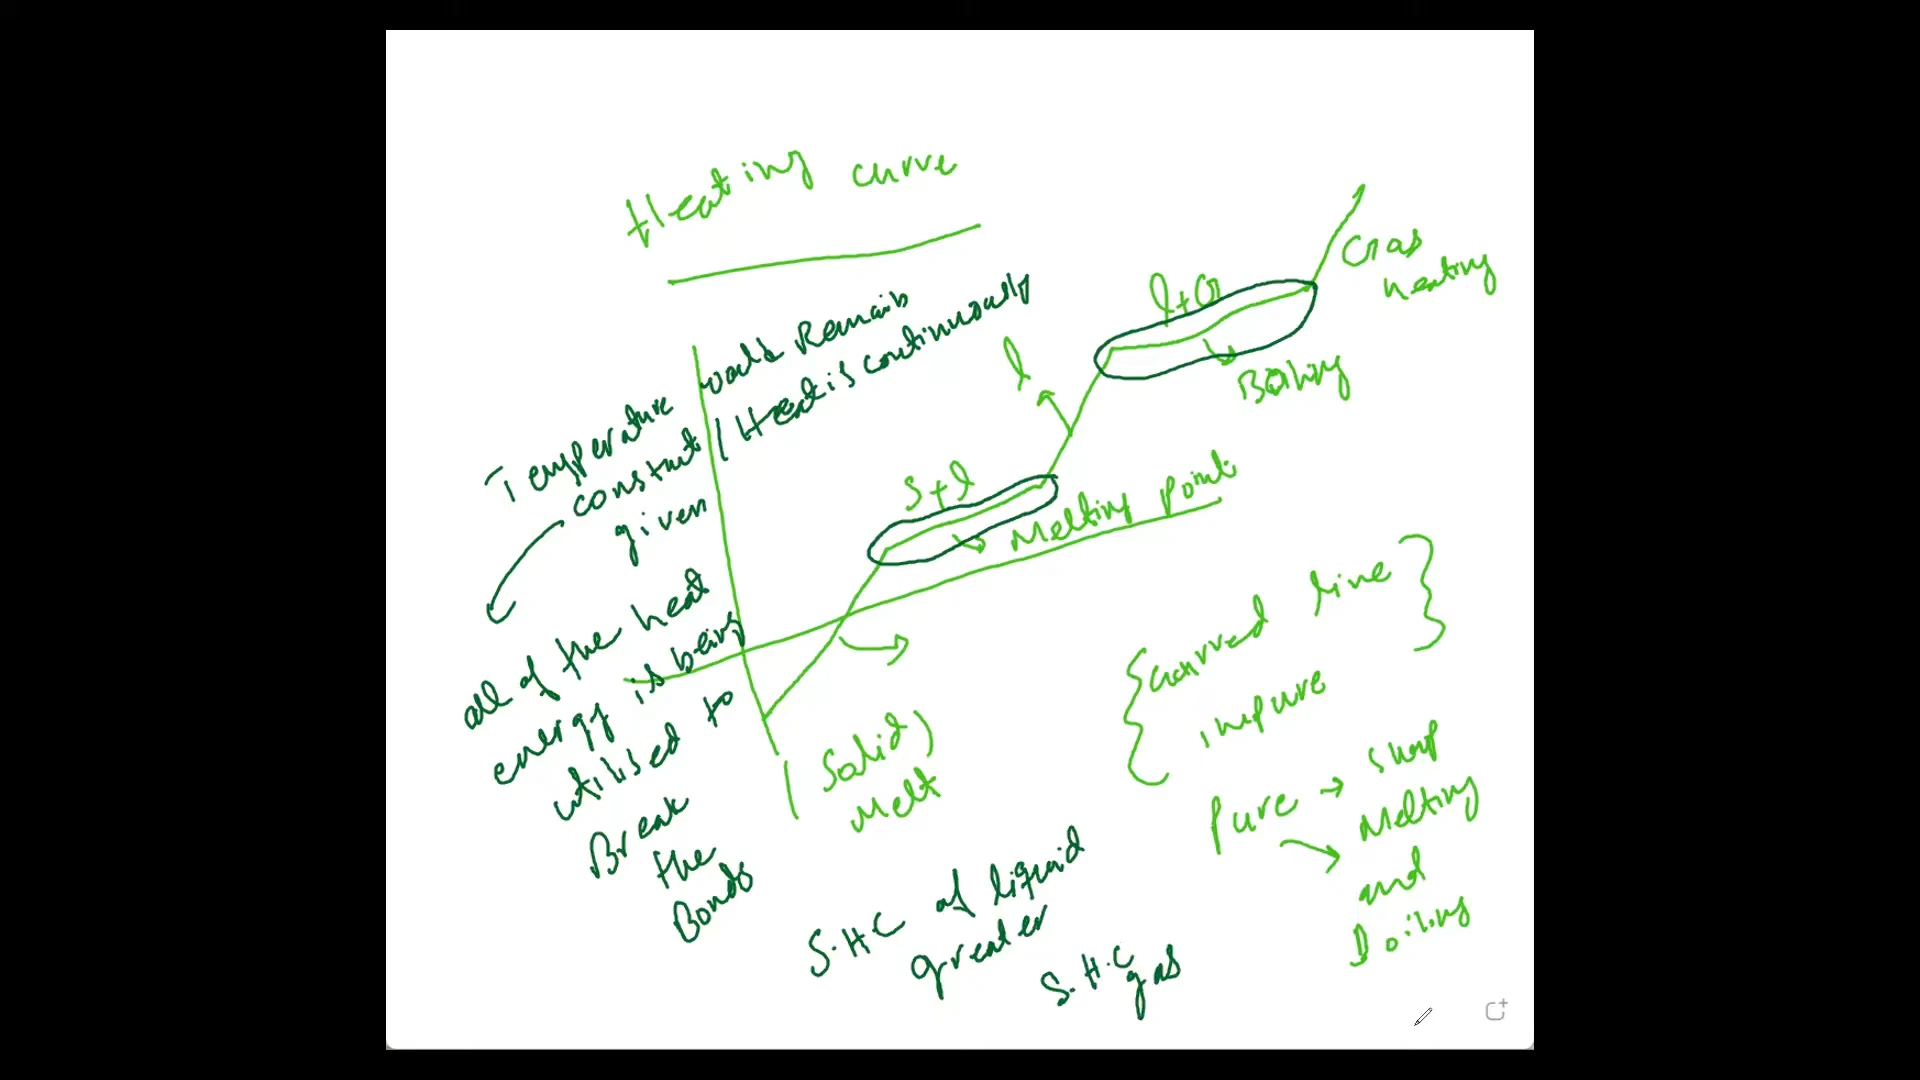 Heating curve
Temperature would Remain
constant / Heat is continuously
given
all of the heat
energy is being
utilised to
Break
the
Bonds
S+l
Melting point
l
l+G
Boiling
Gas
heating
(Solid)
Melt
{curved line}
impure
Pure → sharp
Melting
and
Boiling
S.H.C of liquid
greater
S.H.C
gas